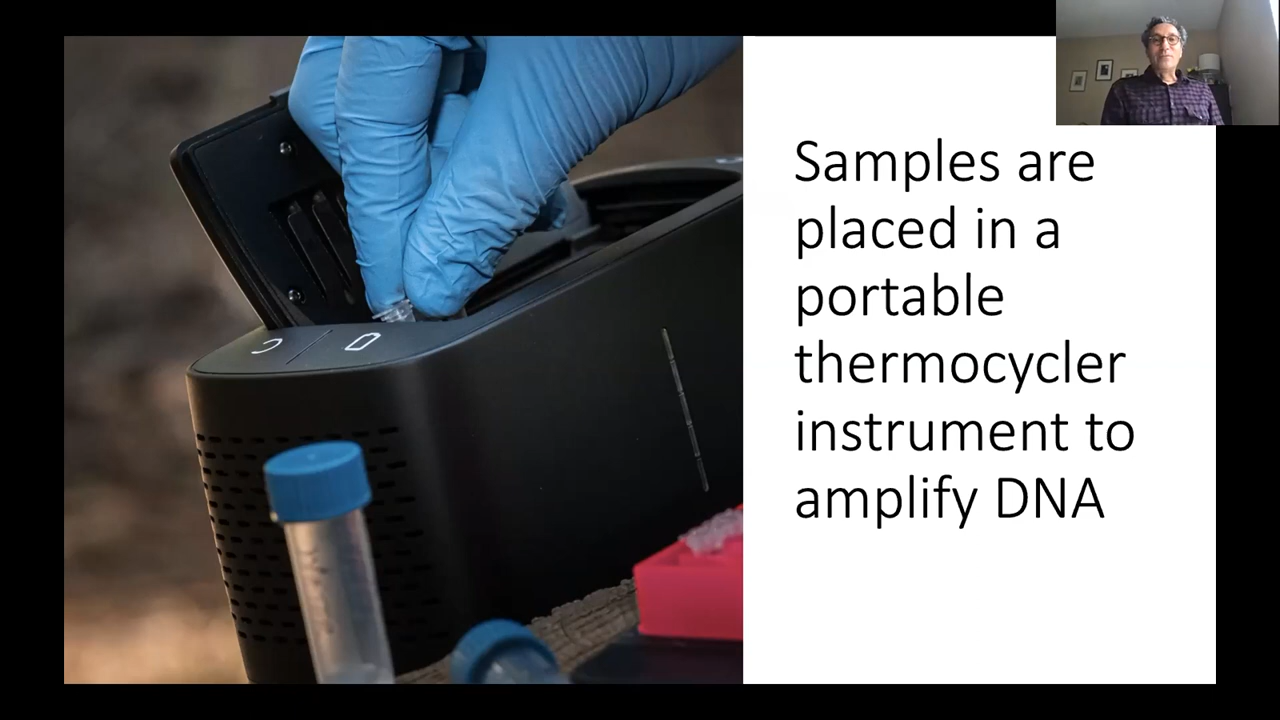 Samples are
placed in a
portable
thermocycler
instrument to
amplify DNA